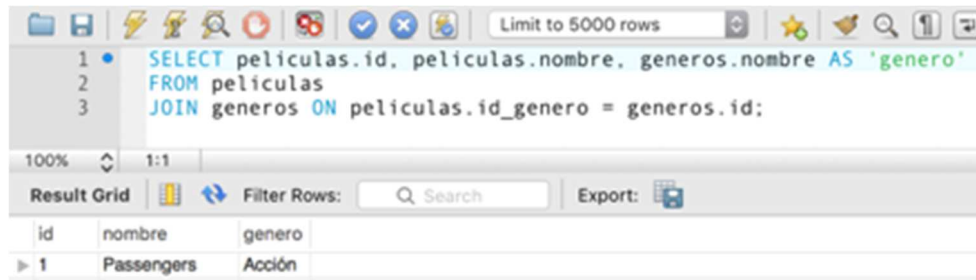 Limit to 5000 rows
1 SELECT peliculas.id, peliculas.nombre, generos.nombre AS 'genero'
2 FROM peliculas
3 JOIN generos ON peliculas.id_genero = generos.id;
100% 1:1
Result Grid Filter Rows: Search Export:
id nombre genero
1 Passengers Acción